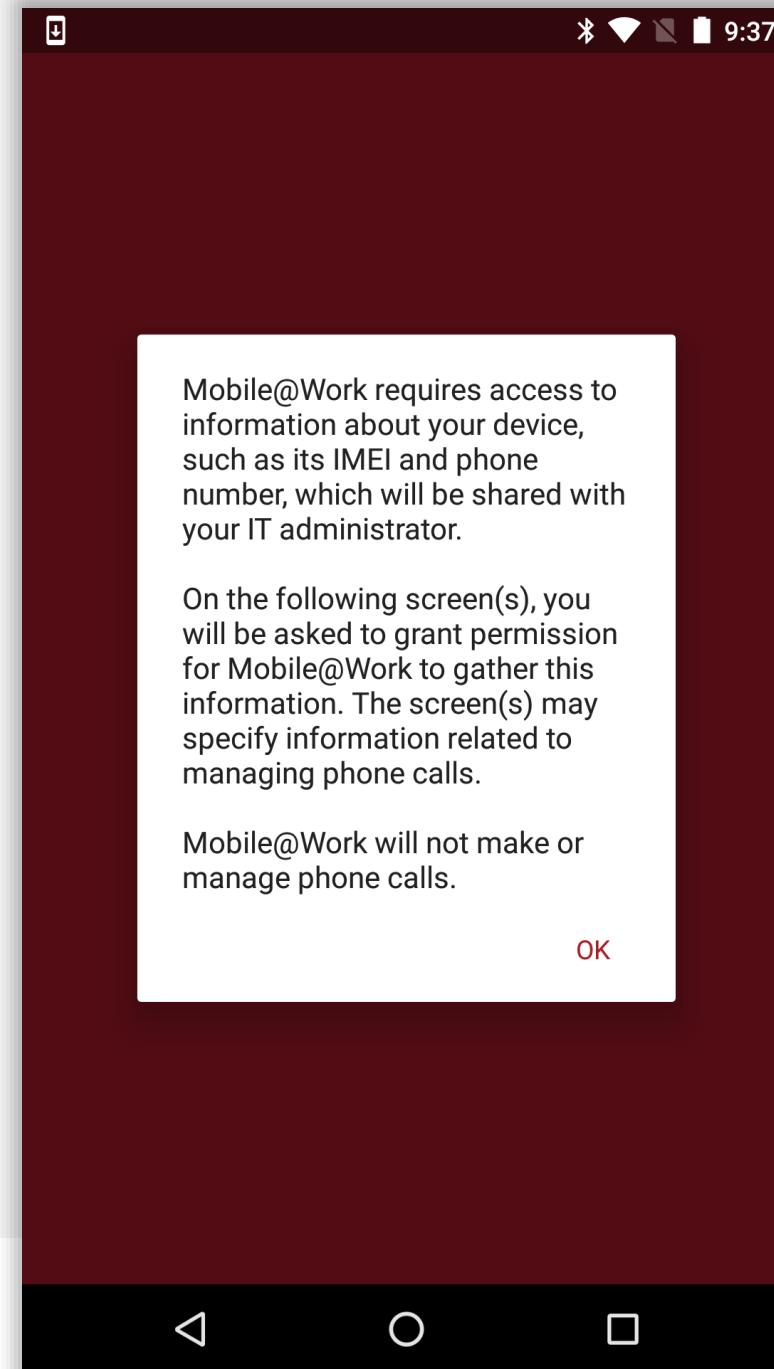 9:37
Mobile@Work requires access to
information about your device,
such as its IMEI and phone
number, which will be shared with
your IT administrator.
On the following screen(s), you
will be asked to grant permission
for Mobile@Work to gather this
information. The screen(s) may
specify information related to
managing phone calls.
Mobile@Work will not make or
manage phone calls.
OK